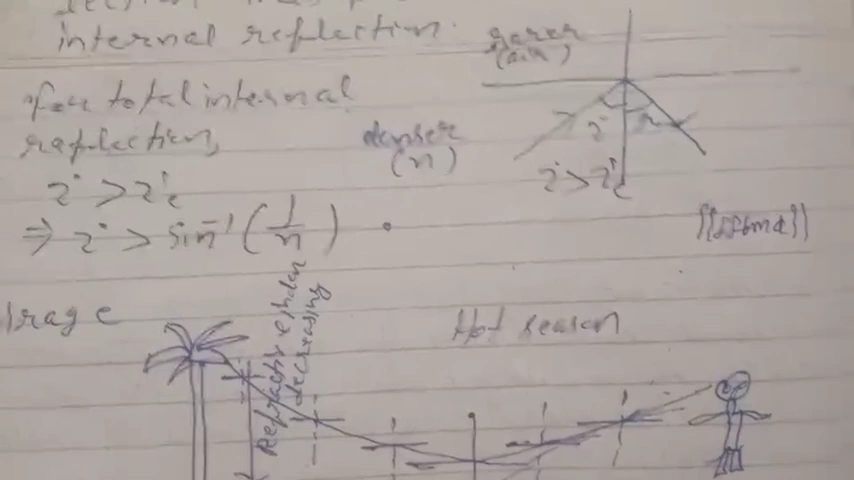 internal reflection.
rarer
(air)
for total internal
reflection,
denser
(n)
i r
i > ic
i > ic
⇒ i > sin⁻¹ (1/n)
irage
Hot season
Refractive index
decreasing